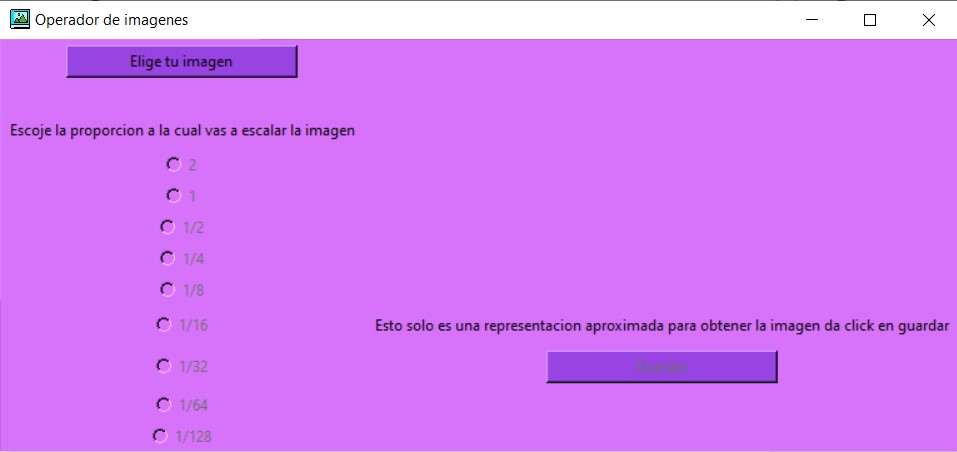 Operador de imagenes
Elige tu imagen
Escoje la proporcion a la cual vas a escalar la imagen
2
1
1/2
1/4
1/8
1/16
Esto solo es una representacion aproximada para obtener la imagen da click en guardar
1/32
Guardar
1/64
1/128